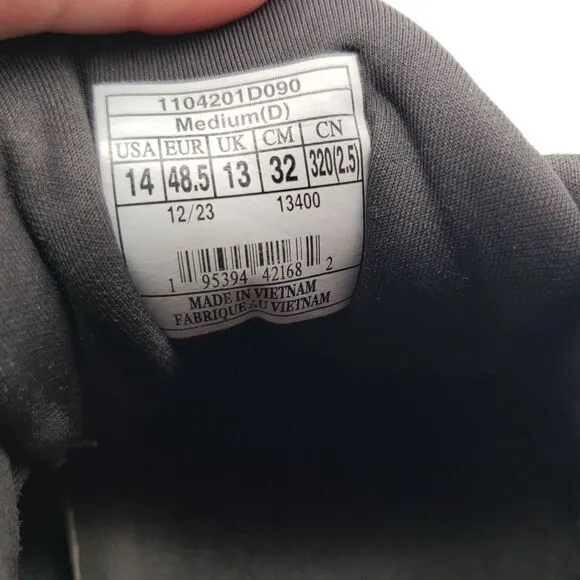 1104201D090
Medium(D)
USA EUR UK CM CN
14 48.5 13 32 320(2.5)
12/23 13400
1 95394 42168 2
MADE IN VIETNAM
FABRIQUE AU VIETNAM